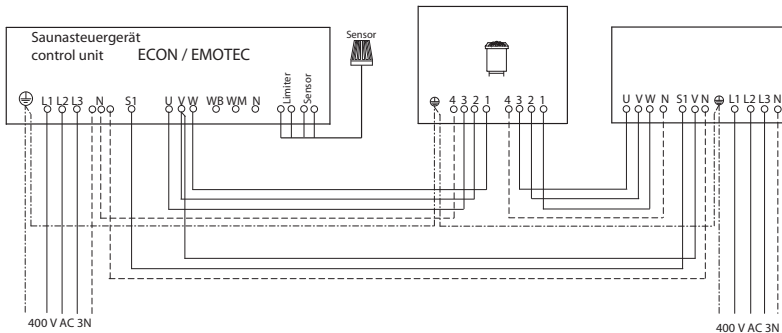 Saunasteuergerät
control unit ECON / EMOTEC
L1 L2 L3 N S1 U V W WB WM N
Limiter
Sensor
Sensor
4 3 2 1 4 3 2 1
U V W N S1 V N L1 L2 L3 N
400 V AC 3N
400 V AC 3N